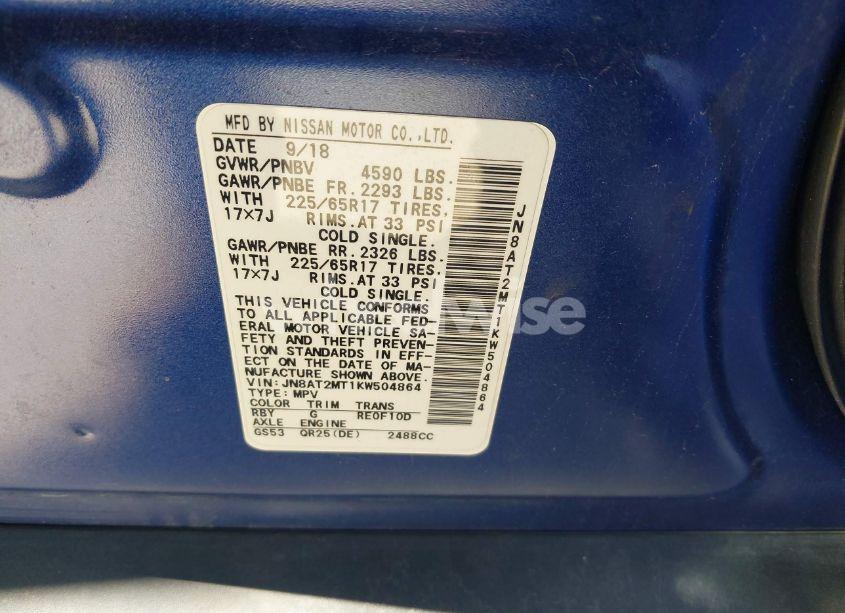 MFD BY NISSAN MOTOR CO.,LTD.
DATE 9/18
GVWR/PNBV 4590 LBS.
GAWR/PNBE FR. 2293 LBS.
WITH 225/65R17 TIRES.
17×7J RIMS.AT 33 PSI
COLD SINGLE.
GAWR/PNBE RR. 2326 LBS.
WITH 225/65R17 TIRES.
17×7J RIMS.AT 33 PSI
COLD SINGLE.
THIS VEHICLE CONFORMS
TO ALL APPLICABLE FED-
ERAL MOTOR VEHICLE SA-
FETY AND THEFT PREVEN-
TION STANDARDS IN EFF-
ECT ON THE DATE OF MA-
NUFACTURE SHOWN ABOVE.
VIN: JN8AT2MT1KW504864
TYPE: MPV
COLOR TRIM TRANS
RBY G RE0F10D
AXLE ENGINE
GS53 QR25(DE) 2488CC
JN8AT2MT1KW504864